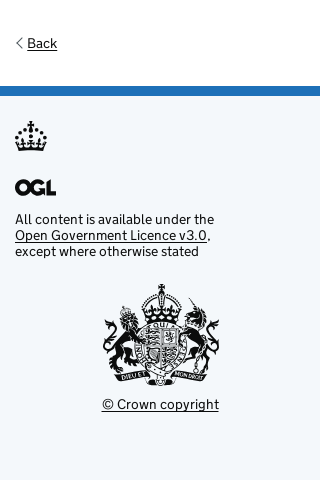 Back
OGL
All content is available under the
Open Government Licence v3.0,
except where otherwise stated
DIEU ET MON DROIT
© Crown copyright